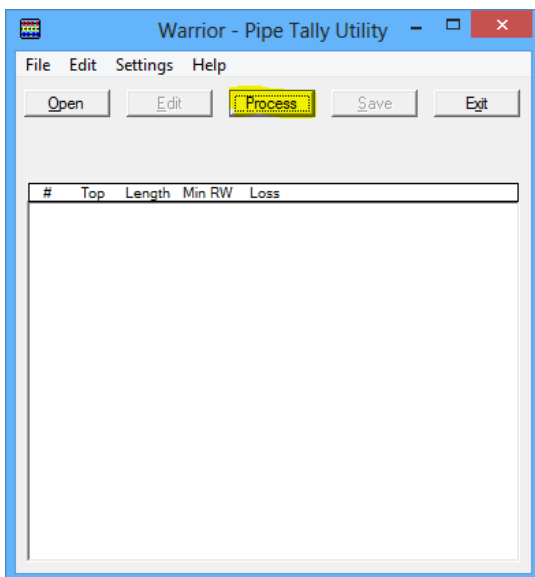 Warrior - Pipe Tally Utility
File Edit Settings Help
Open Edit Process Save Exit
# Top Length Min RW Loss